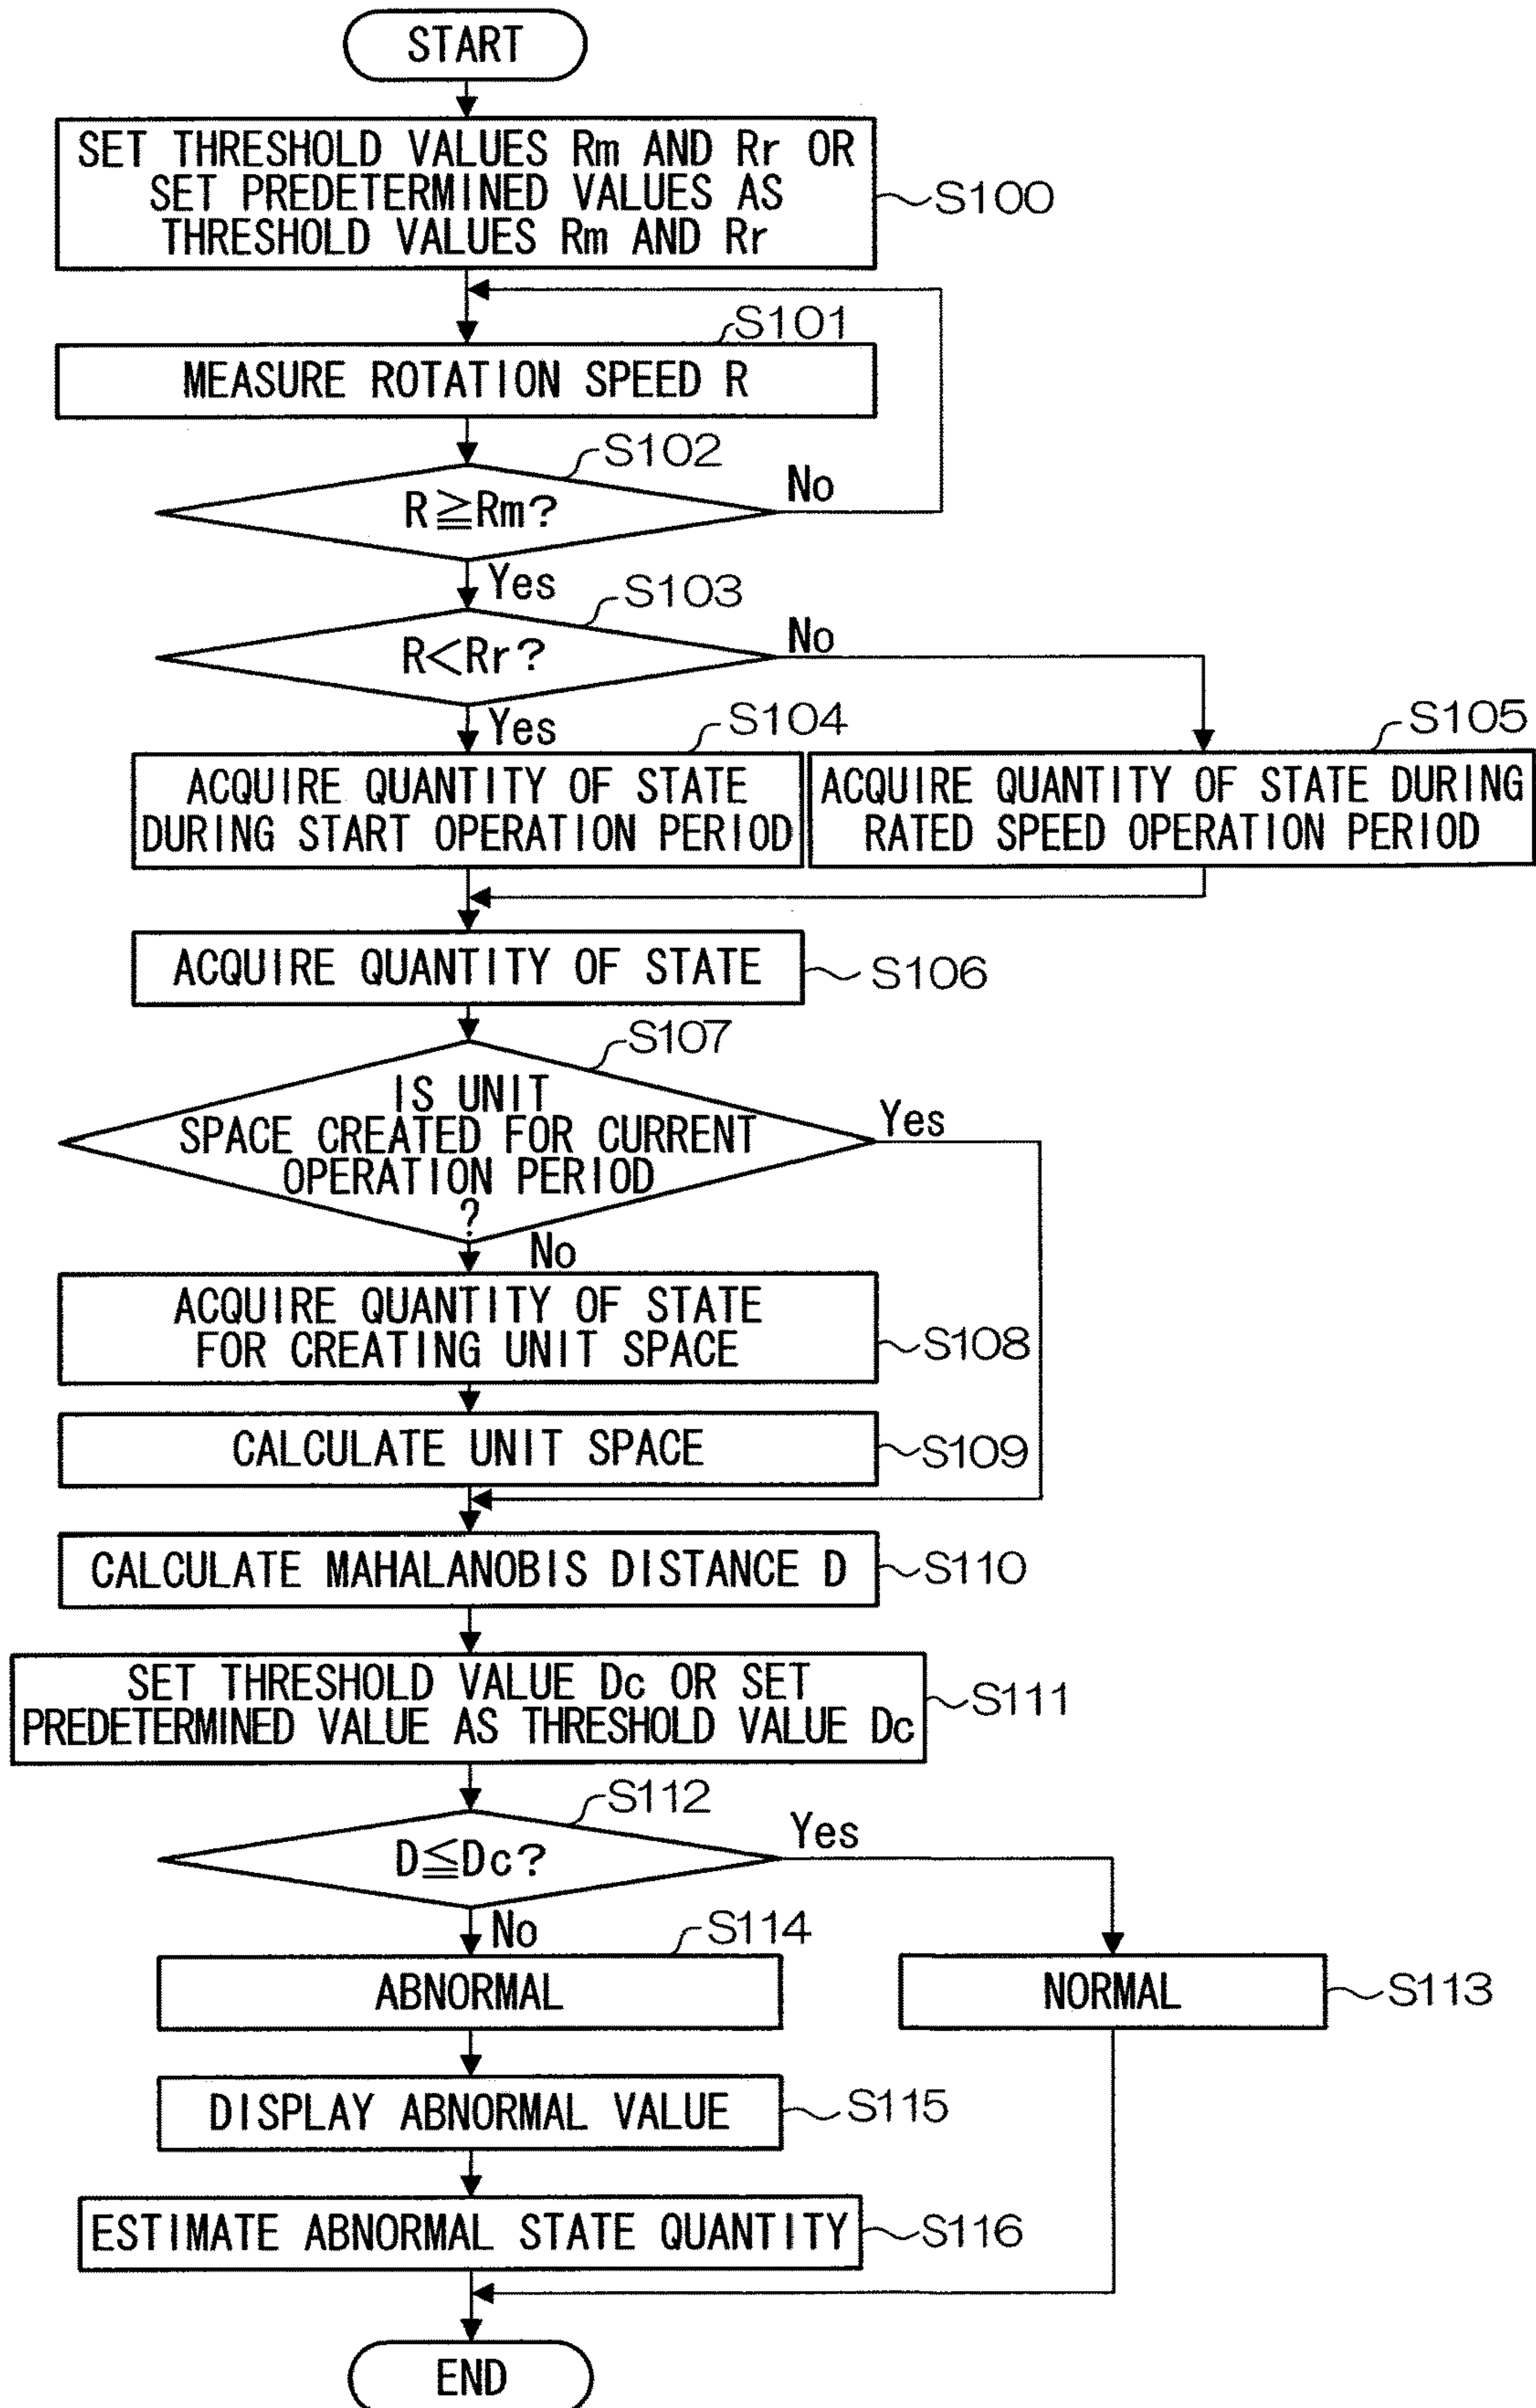 START
SET THRESHOLD VALUES Rm AND Rr OR
SET PREDETERMINED VALUES AS
THRESHOLD VALUES Rm AND Rr
S100
S101
MEASURE ROTATION SPEED R
S102
R≧Rm?
No
Yes
S103
R<Rr?
No
Yes
S104
ACQUIRE QUANTITY OF STATE
DURING START OPERATION PERIOD
S105
ACQUIRE QUANTITY OF STATE DURING
RATED SPEED OPERATION PERIOD
ACQUIRE QUANTITY OF STATE
S106
S107
IS UNIT
SPACE CREATED FOR CURRENT
OPERATION PERIOD
?
Yes
No
ACQUIRE QUANTITY OF STATE
FOR CREATING UNIT SPACE
S108
CALCULATE UNIT SPACE
S109
CALCULATE MAHALANOBIS DISTANCE D
S110
SET THRESHOLD VALUE Dc OR SET
PREDETERMINED VALUE AS THRESHOLD VALUE Dc
S111
S112
D≦Dc?
Yes
No
S114
ABNORMAL
NORMAL
S113
DISPLAY ABNORMAL VALUE
S115
ESTIMATE ABNORMAL STATE QUANTITY
S116
END